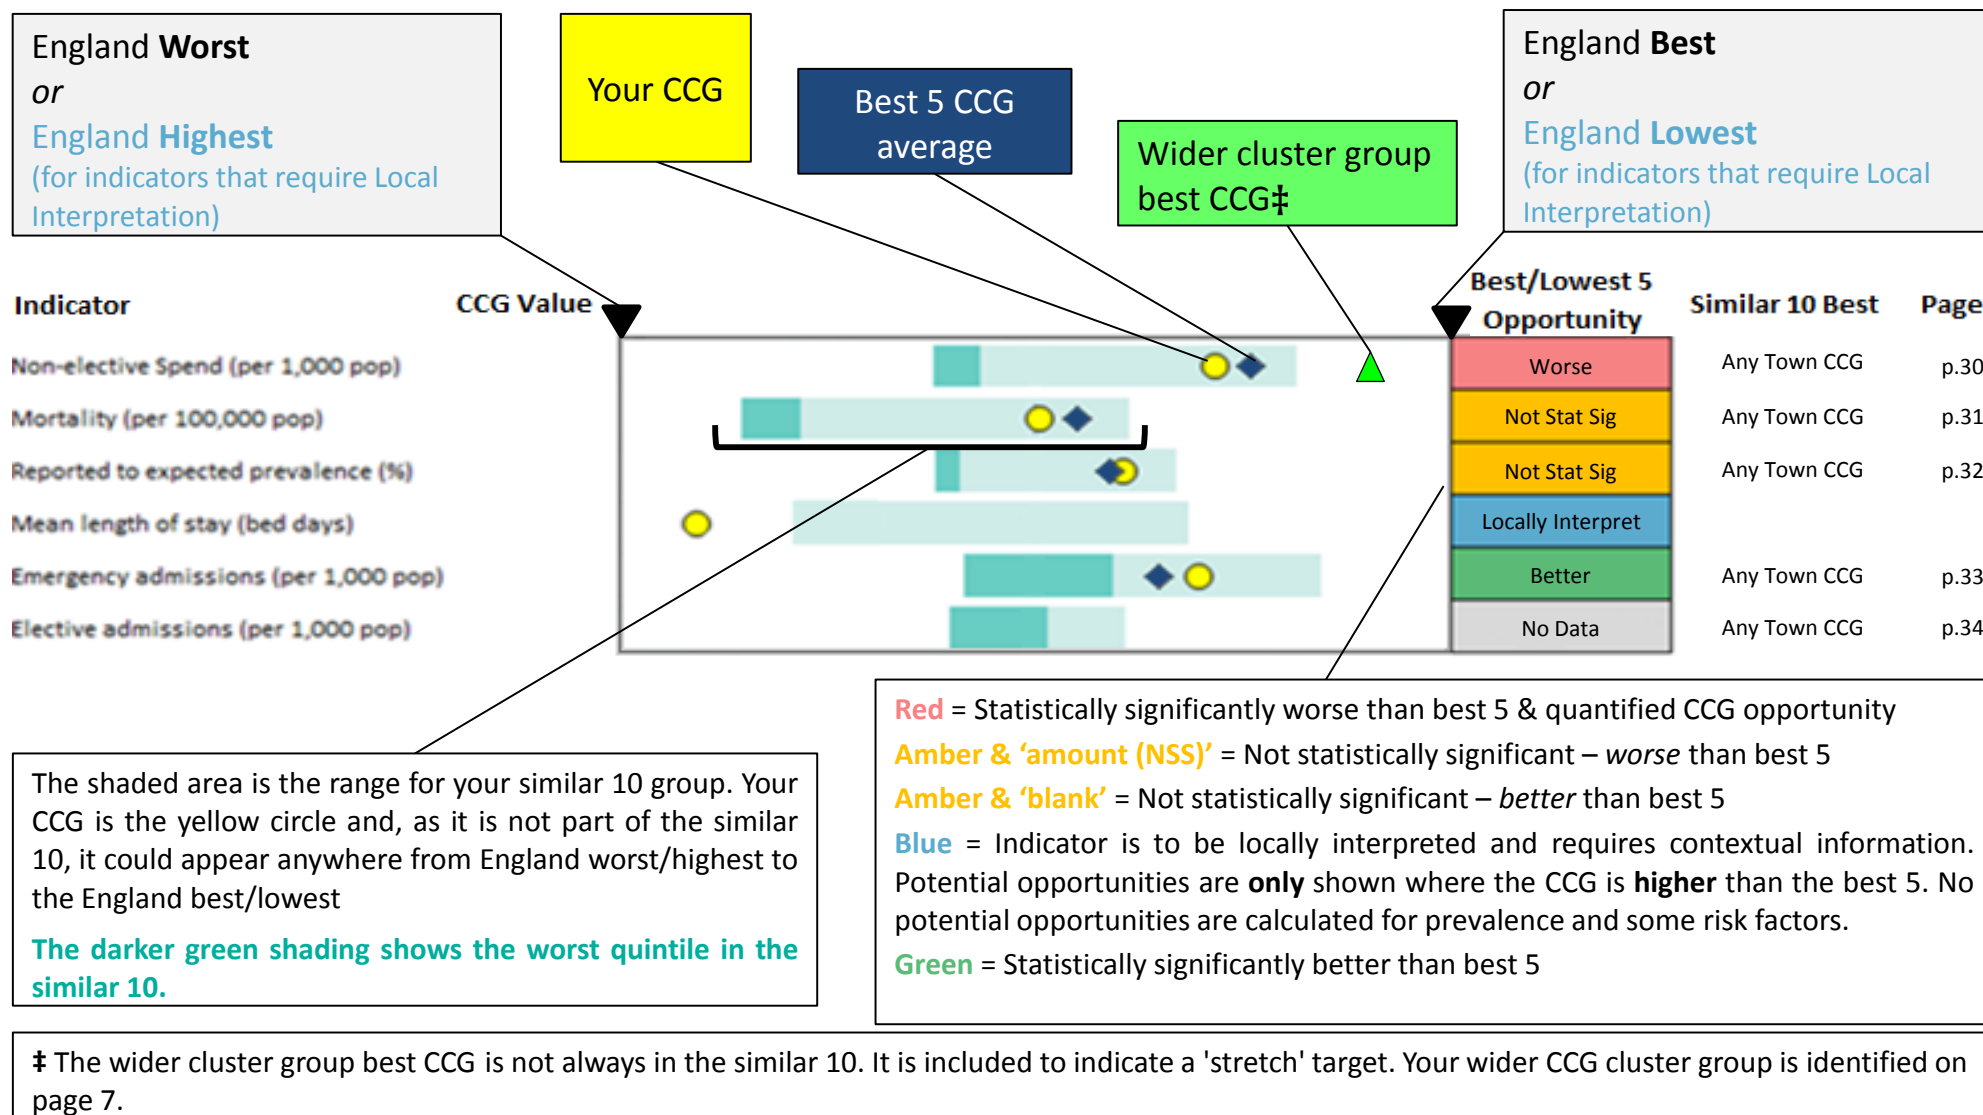 England Worst
or
England Highest
(for indicators that require Local
Interpretation)
Your CCG
Best 5 CCG
average
Wider cluster group
best CCG‡
England Best
or
England Lowest
(for indicators that require Local
Interpretation)
Indicator
CCG Value
Best/Lowest 5
Opportunity
Similar 10 Best
Page
Non-elective Spend (per 1,000 pop)
Worse
Any Town CCG
p.30
Mortality (per 100,000 pop)
Not Stat Sig
Any Town CCG
p.31
Reported to expected prevalence (%)
Not Stat Sig
Any Town CCG
p.32
Mean length of stay (bed days)
Locally Interpret
Emergency admissions (per 1,000 pop)
Better
Any Town CCG
p.33
Elective admissions (per 1,000 pop)
No Data
Any Town CCG
p.34
The shaded area is the range for your similar 10 group. Your
CCG is the yellow circle and, as it is not part of the similar
10, it could appear anywhere from England worst/highest to
the England best/lowest
The darker green shading shows the worst quintile in the
similar 10.
Red = Statistically significantly worse than best 5 & quantified CCG opportunity
Amber & ‘amount (NSS)’ = Not statistically significant – worse than best 5
Amber & ‘blank’ = Not statistically significant – better than best 5
Blue = Indicator is to be locally interpreted and requires contextual information.
Potential opportunities are only shown where the CCG is higher than the best 5. No
potential opportunities are calculated for prevalence and some risk factors.
Green = Statistically significantly better than best 5
‡ The wider cluster group best CCG is not always in the similar 10. It is included to indicate a 'stretch' target. Your wider CCG cluster group is identified on
page 7.